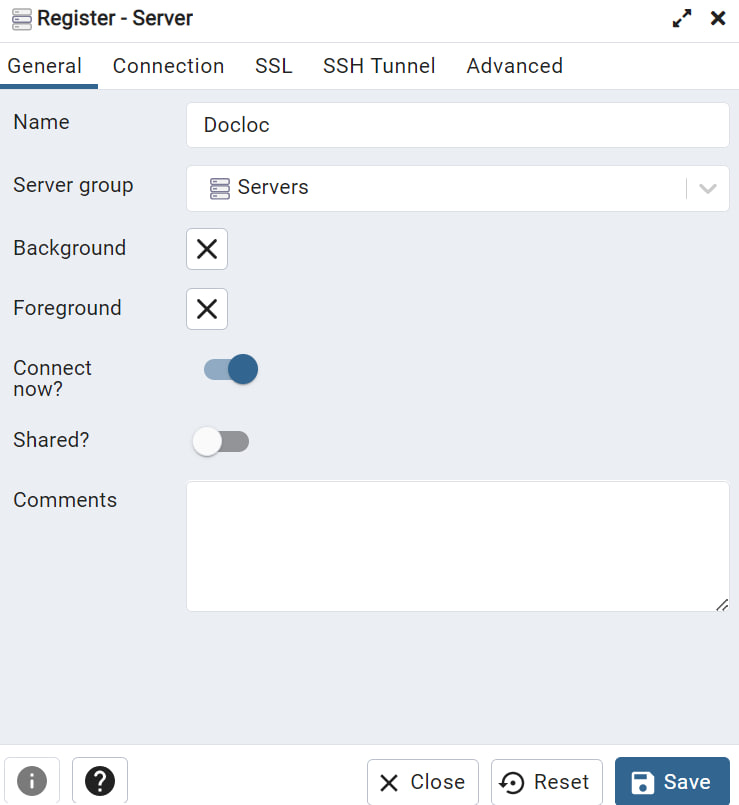 Register - Server
General Connection SSL SSH Tunnel Advanced
Name Docloc
Server group Servers
Background
Foreground
Connect
now?
Shared?
Comments
Close Reset Save